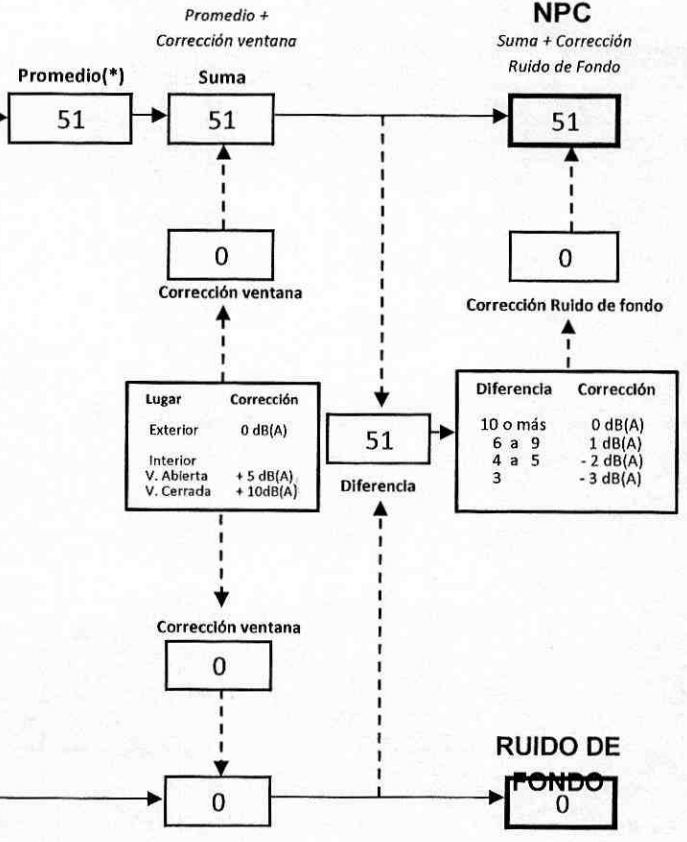 Promedio +
Corrección ventana
NPC
Suma + Corrección
Ruido de Fondo
Promedio(*)
Suma
51
51
51
0
Corrección ventana
0
Corrección Ruido de fondo
Lugar Corrección
Exterior 0 dB(A)
Interior
V. Abierta + 5 dB(A)
V. Cerrada + 10dB(A)
51
Diferencia
Diferencia Corrección
10 o más 0 dB(A)
6 a 9 1 dB(A)
4 a 5 - 2 dB(A)
3 - 3 dB(A)
Corrección ventana
0
RUIDO DE
FONDO
0
0